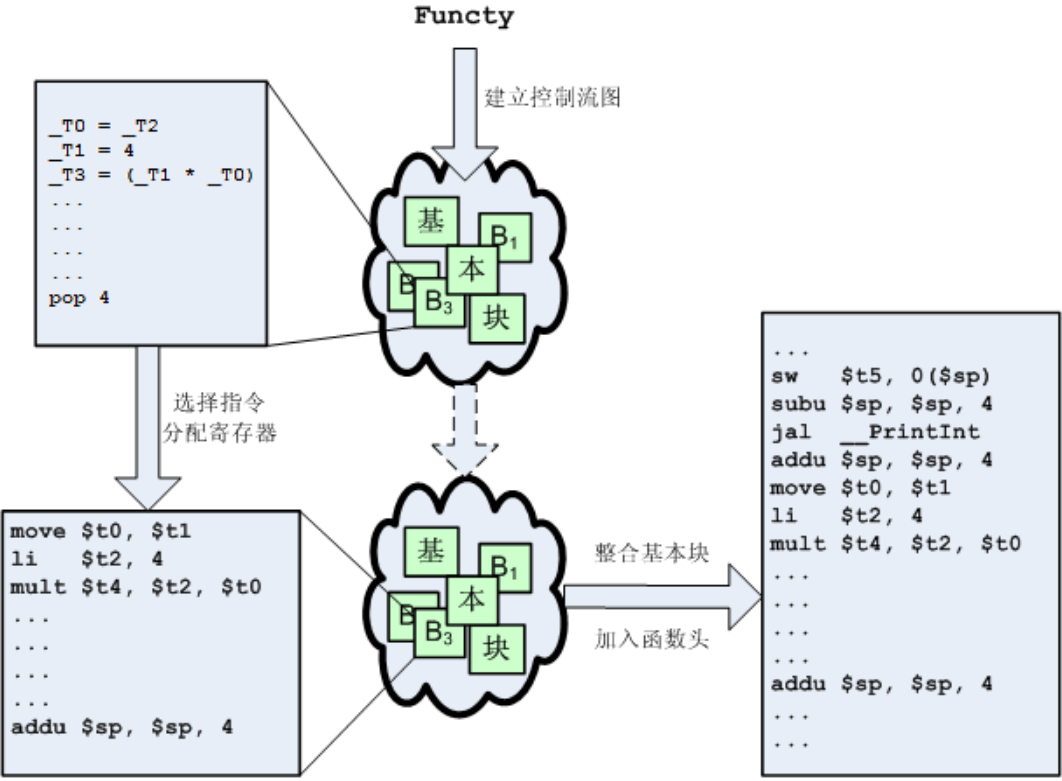 Functy
建立控制流图
_T0 = _T2
_T1 = 4
_T3 = (_T1 * _T0)
...
...
...
...
pop 4
基
B1
本
B
B3
块
选择指令
分配寄存器
move $t0, $t1
li $t2, 4
mult $t4, $t2, $t0
...
...
...
...
addu $sp, $sp, 4
基
B1
本
B
B3
块
整合基本块
加入函数头
...
sw $t5, 0($sp)
subu $sp, $sp, 4
jal __PrintInt
addu $sp, $sp, 4
move $t0, $t1
li $t2, 4
mult $t4, $t2, $t0
...
...
...
...
addu $sp, $sp, 4
...
...